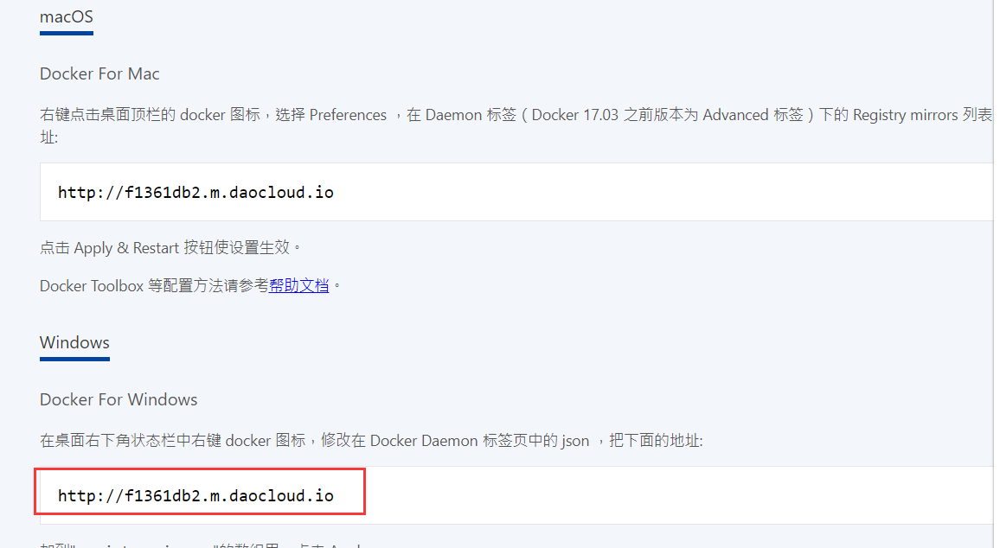 macOS
Docker For Mac
右键点击桌面顶栏的 docker 图标，选择 Preferences ，在 Daemon 标签（Docker 17.03 之前版本为 Advanced 标签）下的 Registry mirrors 列表
址:
http://f1361db2.m.daocloud.io
点击 Apply & Restart 按钮使设置生效。
Docker Toolbox 等配置方法请参考帮助文档。
Windows
Docker For Windows
在桌面右下角状态栏中右键 docker 图标，修改在 Docker Daemon 标签页中的 json ，把下面的地址:
http://f1361db2.m.daocloud.io